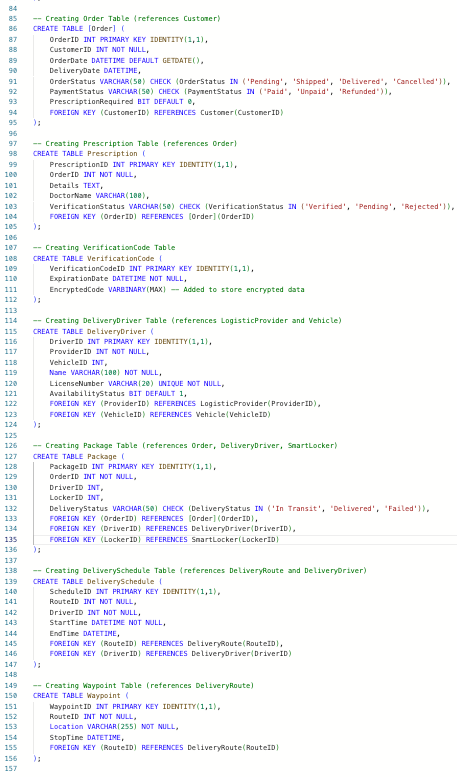 84
85 -- Creating Order Table (references Customer)
86 CREATE TABLE [Order] (
87 OrderID INT PRIMARY KEY IDENTITY(1,1),
88 CustomerID INT NOT NULL,
89 OrderDate DATETIME DEFAULT GETDATE(),
90 DeliveryDate DATETIME,
91 OrderStatus VARCHAR(50) CHECK (OrderStatus IN ('Pending', 'Shipped', 'Delivered', 'Cancelled')),
92 PaymentStatus VARCHAR(50) CHECK (PaymentStatus IN ('Paid', 'Unpaid', 'Refunded')),
93 PrescriptionRequired BIT DEFAULT 0,
94 FOREIGN KEY (CustomerID) REFERENCES Customer(CustomerID)
95 );
96
97 -- Creating Prescription Table (references Order)
98 CREATE TABLE Prescription (
99 PrescriptionID INT PRIMARY KEY IDENTITY(1,1),
100 OrderID INT NOT NULL,
101 Details TEXT,
102 DoctorName VARCHAR(100),
103 VerificationStatus VARCHAR(50) CHECK (VerificationStatus IN ('Verified', 'Pending', 'Rejected')),
104 FOREIGN KEY (OrderID) REFERENCES [Order](OrderID)
105 );
106
107 -- Creating VerificationCode Table
108 CREATE TABLE VerificationCode (
109 VerificationCodeID INT PRIMARY KEY IDENTITY(1,1),
110 ExpirationDate DATETIME NOT NULL,
111 EncryptedCode VARBINARY(MAX) -- Added to store encrypted data
112 );
113
114 -- Creating DeliveryDriver Table (references LogisticProvider and Vehicle)
115 CREATE TABLE DeliveryDriver (
116 DriverID INT PRIMARY KEY IDENTITY(1,1),
117 ProviderID INT NOT NULL,
118 VehicleID INT,
119 Name VARCHAR(100) NOT NULL,
120 LicenseNumber VARCHAR(20) UNIQUE NOT NULL,
121 AvailabilityStatus BIT DEFAULT 1,
122 FOREIGN KEY (ProviderID) REFERENCES LogisticProvider(ProviderID),
123 FOREIGN KEY (VehicleID) REFERENCES Vehicle(VehicleID)
124 );
125
126 -- Creating Package Table (references Order, DeliveryDriver, SmartLocker)
127 CREATE TABLE Package (
128 PackageID INT PRIMARY KEY IDENTITY(1,1),
129 OrderID INT NOT NULL,
130 DriverID INT,
131 LockerID INT,
132 DeliveryStatus VARCHAR(50) CHECK (DeliveryStatus IN ('In Transit', 'Delivered', 'Failed')),
133 FOREIGN KEY (OrderID) REFERENCES [Order](OrderID),
134 FOREIGN KEY (DriverID) REFERENCES DeliveryDriver(DriverID),
135 FOREIGN KEY (LockerID) REFERENCES SmartLocker(LockerID)
136 );
137
138 -- Creating DeliverySchedule Table (references DeliveryRoute and DeliveryDriver)
139 CREATE TABLE DeliverySchedule (
140 ScheduleID INT PRIMARY KEY IDENTITY(1,1),
141 RouteID INT NOT NULL,
142 DriverID INT NOT NULL,
143 StartTime DATETIME NOT NULL,
144 EndTime DATETIME,
145 FOREIGN KEY (RouteID) REFERENCES DeliveryRoute(RouteID),
146 FOREIGN KEY (DriverID) REFERENCES DeliveryDriver(DriverID)
147 );
148
149 -- Creating Waypoint Table (references DeliveryRoute)
150 CREATE TABLE Waypoint (
151 WaypointID INT PRIMARY KEY IDENTITY(1,1),
152 RouteID INT NOT NULL,
153 Location VARCHAR(255) NOT NULL,
154 StopTime DATETIME,
155 FOREIGN KEY (RouteID) REFERENCES DeliveryRoute(RouteID)
156 );
157